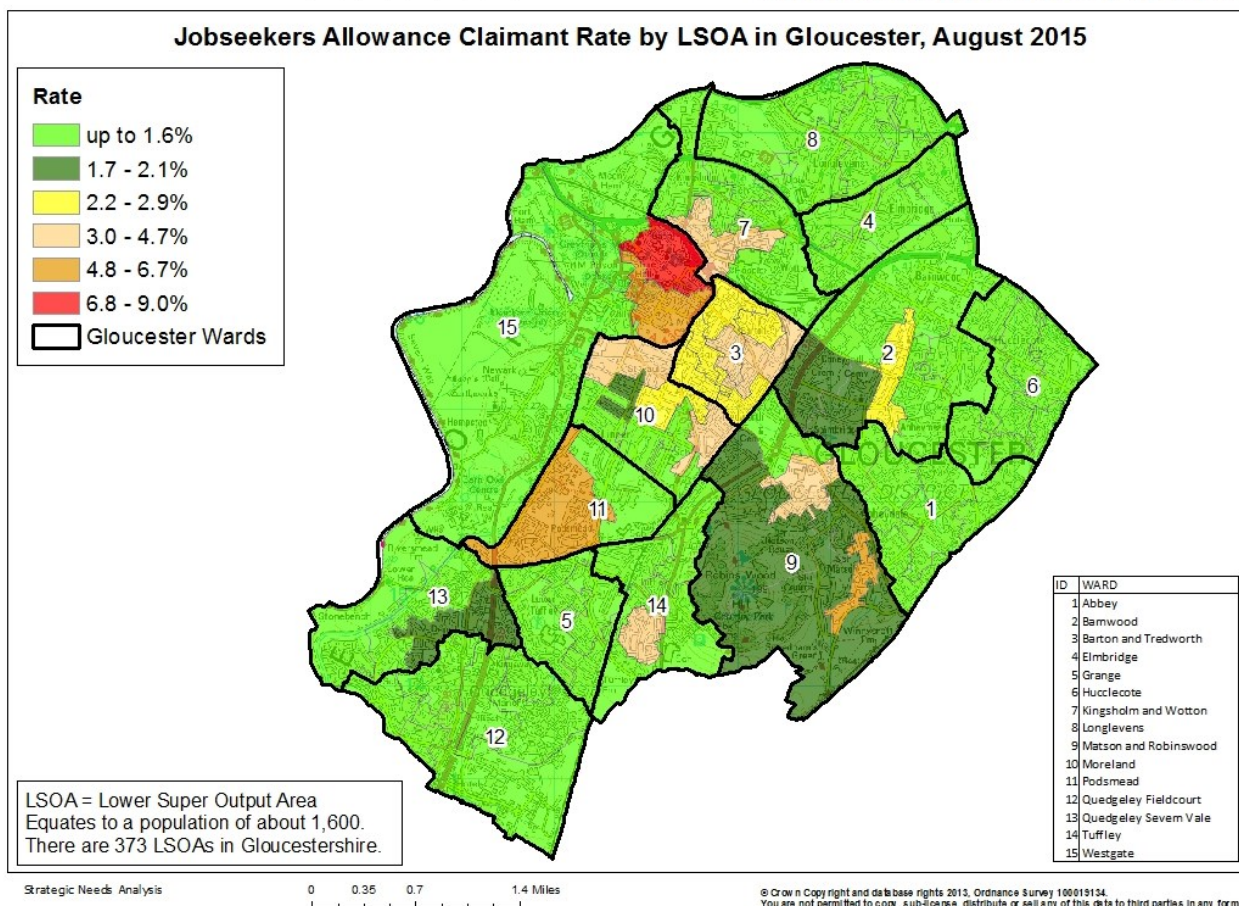 Jobseekers Allowance Claimant Rate by LSOA in Gloucester, August 2015
Rate
up to 1.6%
1.7 - 2.1%
2.2 - 2.9%
3.0 - 4.7%
4.8 - 6.7%
6.8 - 9.0%
Gloucester Wards
8
Longlevens
4
Elmbridge
7
15
3
2
6
Hucclecote
10
GLOUCESTER
11
1
9
13
14
5
12
Quedgeley
ID WARD
1 Abbey
2 Barnwood
3 Barton and Tredworth
4 Elmbridge
5 Grange
6 Hucclecote
7 Kingsholm and Wotton
8 Longlevens
9 Matson and Robinswood
10 Moreland
11 Podsmead
12 Quedgeley Fieldcourt
13 Quedgeley Severn Vale
14 Tuffley
15 Westgate
LSOA = Lower Super Output Area
Equates to a population of about 1,600.
There are 373 LSOAs in Gloucestershire.
Strategic Needs Analysis
0 0.35 0.7 1.4 Miles
© Crown Copyright and database rights 2013, Ordnance Survey 100019134.
You are not permitted to copy, sub-license, distribute or sell any of this data to third parties in any form